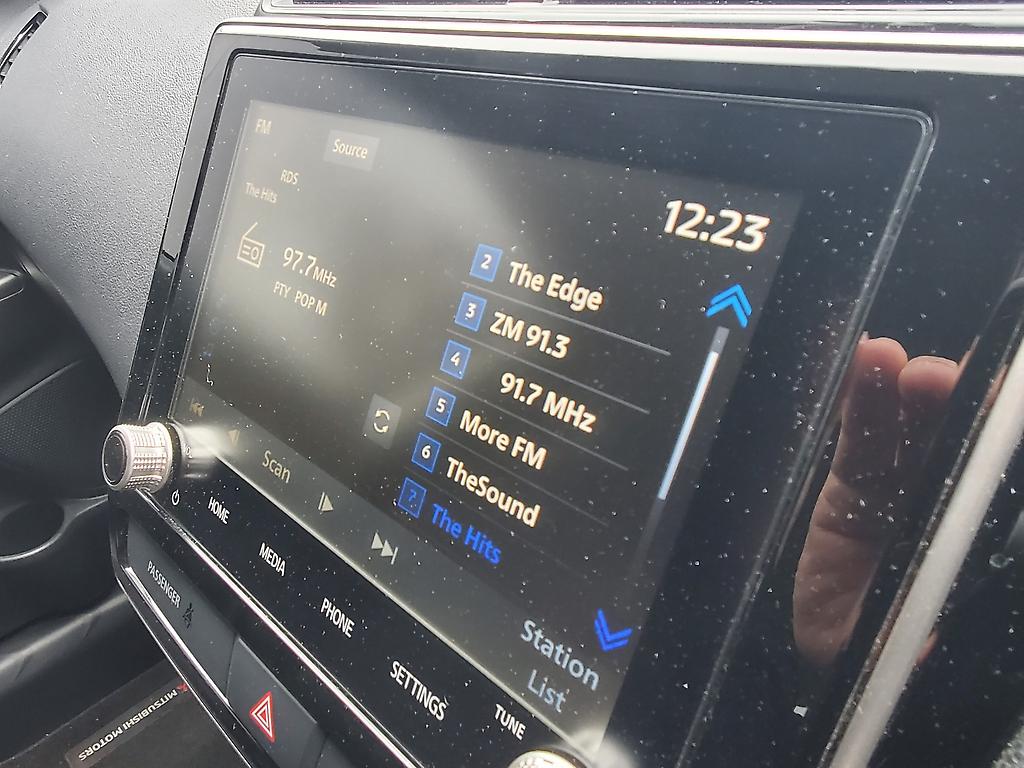 FM
Source
RDS
The Hits
97.7MHz
PTY POP M
12:23
2 The Edge
3 ZM 91.3
4 91.7 MHz
5 More FM
6 TheSound
7 The Hits
Scan
Station
List
HOME
MEDIA
PHONE
SETTINGS
TUNE
PASSENGER
MITSUBISHI MOTORS